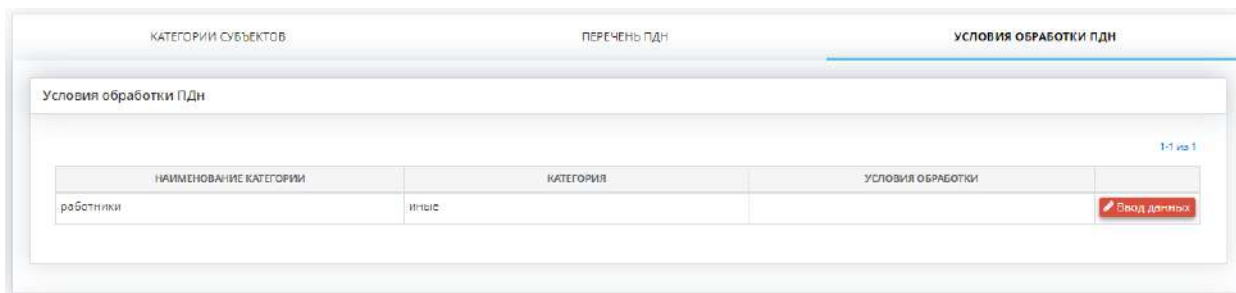 КАТЕГОРИИ СУБЪЕКТОВ ПЕРЕЧЕНЬ ПДН УСЛОВИЯ ОБРАБОТКИ ПДН
Условия обработки ПДн
1-1 из 1
НАИМЕНОВАНИЕ КАТЕГОРИИ КАТЕГОРИЯ УСЛОВИЯ ОБРАБОТКИ
работники иные Ввод данных